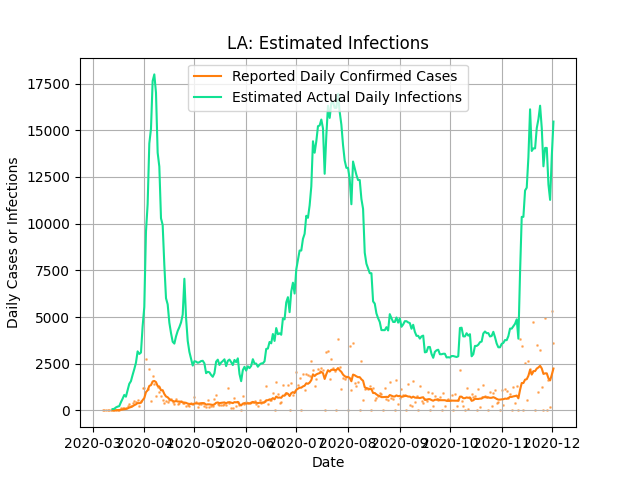 LA: Estimated Infections
Reported Daily Confirmed Cases
Estimated Actual Daily Infections
Daily Cases or Infections
17500
15000
12500
10000
7500
5000
2500
0
2020-03 2020-04 2020-05 2020-06 2020-07 2020-08 2020-09 2020-10 2020-11 2020-12
Date